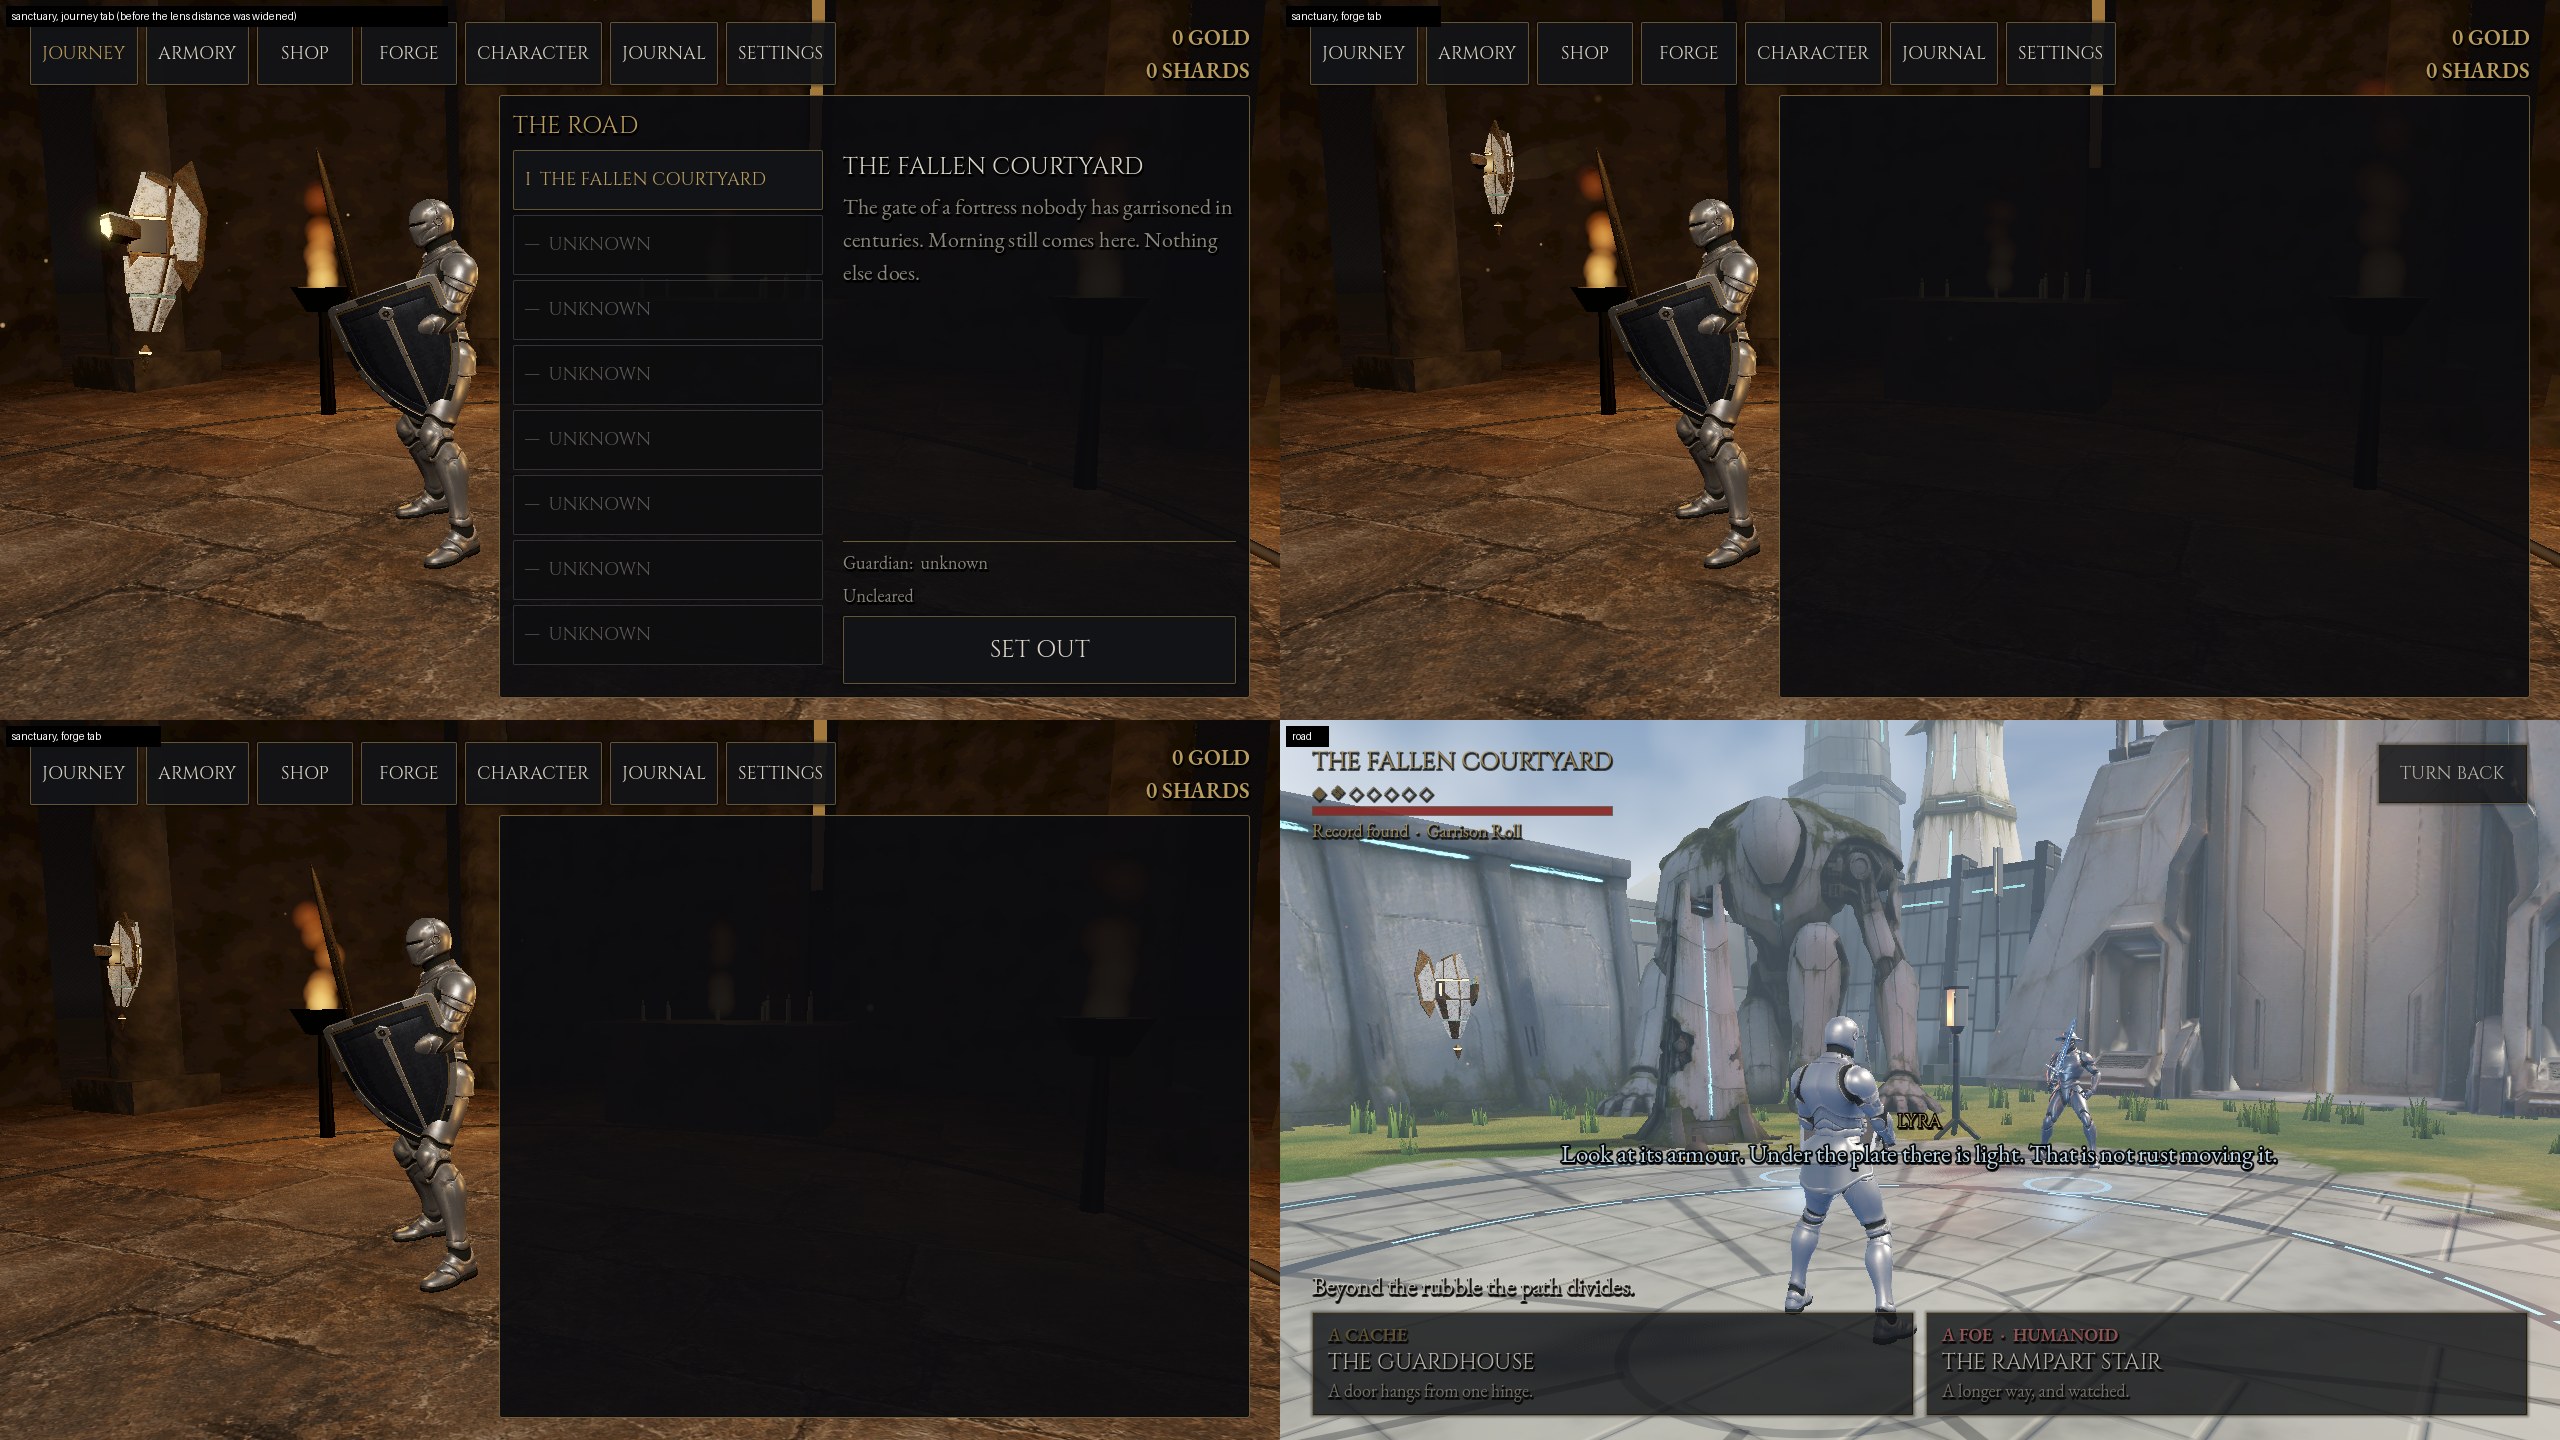 sanctuary, journey tab (before the lens distance was widened)
JOURNEY ARMORY SHOP FORGE CHARACTER JOURNAL SETTINGS
0 GOLD
0 SHARDS
THE ROAD
I THE FALLEN COURTYARD
— UNKNOWN
— UNKNOWN
— UNKNOWN
— UNKNOWN
— UNKNOWN
— UNKNOWN
— UNKNOWN
THE FALLEN COURTYARD
The gate of a fortress nobody has garrisoned in
centuries. Morning still comes here. Nothing
else does.
Guardian: unknown
Uncleared
SET OUT
sanctuary, forge tab
JOURNEY ARMORY SHOP FORGE CHARACTER JOURNAL SETTINGS
0 GOLD
0 SHARDS
sanctuary, forge tab
JOURNEY ARMORY SHOP FORGE CHARACTER JOURNAL SETTINGS
0 GOLD
0 SHARDS
road
THE FALLEN COURTYARD
Record found · Garrison Roll
TURN BACK
LYRA
Look at its armour. Under the plate there is light. That is not rust moving it.
Beyond the rubble the path divides.
A CACHE
THE GUARDHOUSE
A door hangs from one hinge.
A FOE · HUMANOID
THE RAMPART STAIR
A longer way, and watched.